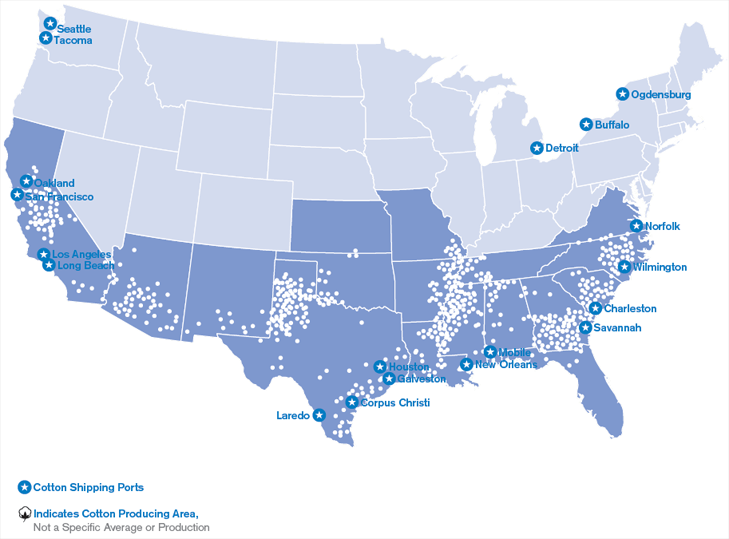 Seattle
Tacoma
Ogdensburg
Buffalo
Detroit
Oakland
San Francisco
Norfolk
Los Angeles
Long Beach
Wilmington
Charleston
Savannah
Mobile
New Orleans
Houston
Galveston
Corpus Christi
Laredo
Cotton Shipping Ports
Indicates Cotton Producing Area,
Not a Specific Average or Production